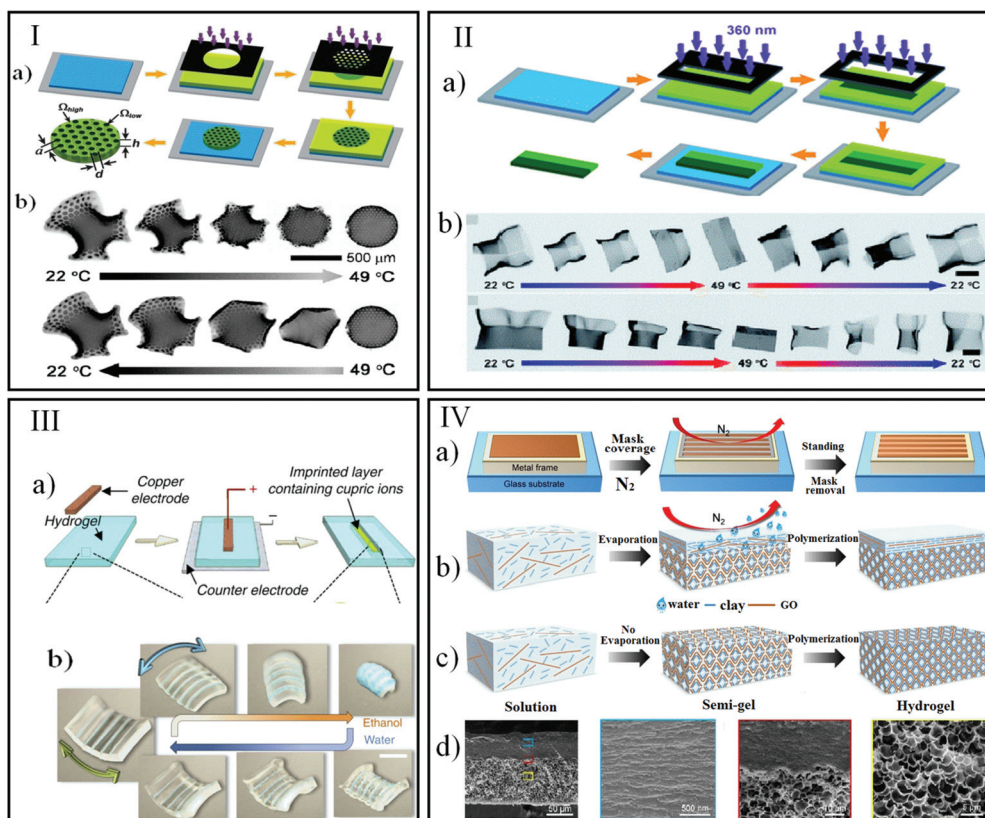 I
a)
Ωhigh
Ωlow
a
h
d
b)
500 μm
22 °C
49 °C
22 °C
49 °C
II
360 nm
a)
b)
22 °C
49 °C
22 °C
22 °C
49 °C
22 °C
III
a)
Copper
electrode
Hydrogel
+
−
Counter electrode
Imprinted layer
containing cupric ions
b)
Ethanol
Water
IV
a)
Metal frame
Glass substrate
Mask
coverage
N2
N2
Standing
Mask
removal
b)
Evaporation
N2
Polymerization
water
clay
GO
c)
No
Evaporation
Polymerization
Solution
Semi-gel
Hydrogel
d)
50 μm
500 nm
10 μm